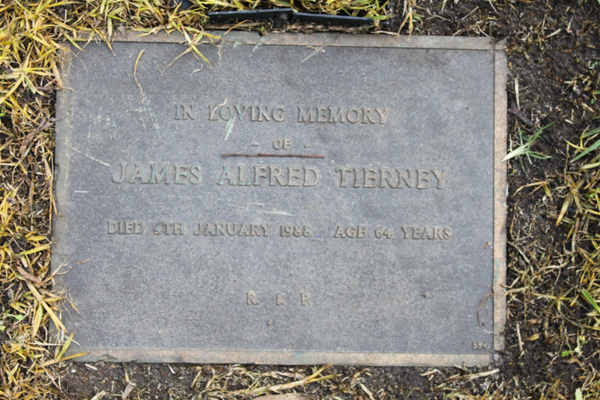 IN LOVING MEMORY
- OF -
JAMES ALFRED TIERNEY
DIED 4TH JANUARY 1986 AGE 64 YEARS
R. I. P.